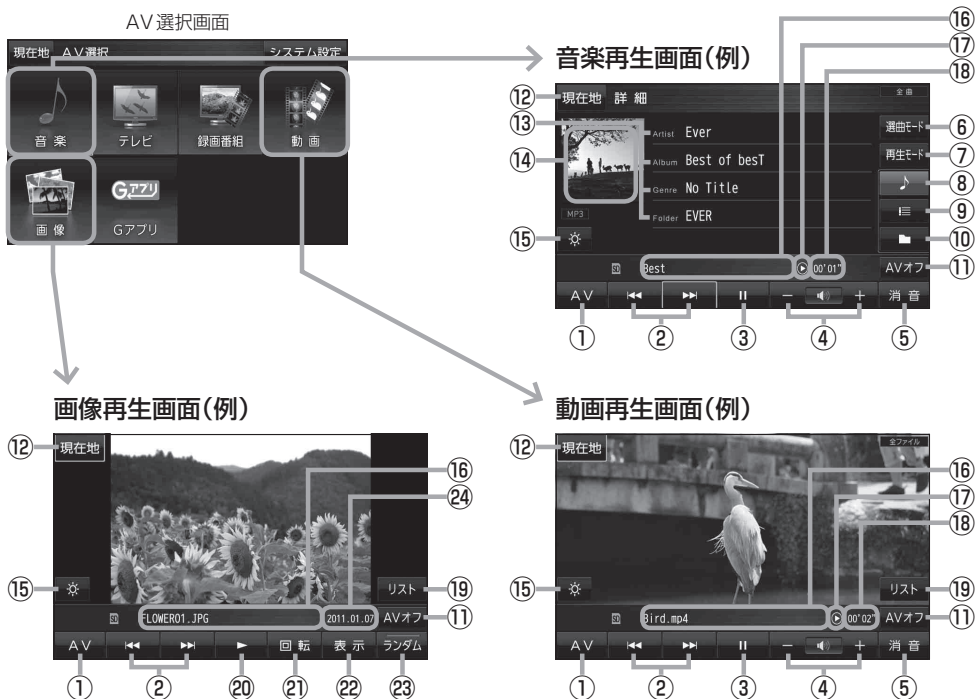 AV選択画面
現在地 AV選択 システム設定
音楽 テレビ 録画番組 動画
画像 Gアプリ
音楽再生画面(例)
⑯
⑰
⑱
⑫ 現在地 詳細 全曲
⑬ Artist Ever 選曲モード ⑥
⑭ Album Best of besT 再生モード ⑦
Genre No Title ♪ ⑧
MP3 Folder EVER ⑨
⑮ ⑩
SD Best 00'01" AVオフ ⑪
AV − + 消音
① ② ③ ④ ⑤
画像再生画面(例)
⑫ 現在地 ⑯
㉔
⑮ リスト ⑲
SD FLOWER01.JPG 2011.01.07 AVオフ ⑪
AV 回転 表示 ランダム
① ② ⑳ ㉑ ㉒ ㉓
動画再生画面(例)
⑫ 現在地 全ファイル ⑯
⑰
⑱
⑮ リスト ⑲
SD Bird.mp4 00'02" AVオフ ⑪
AV − + 消音
① ② ③ ④ ⑤